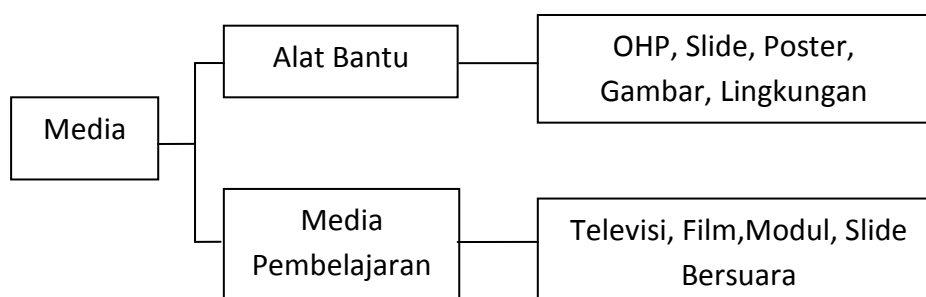 Media
Alat Bantu
OHP, Slide, Poster,
Gambar, Lingkungan
Media
Pembelajaran
Televisi, Film,Modul, Slide
Bersuara